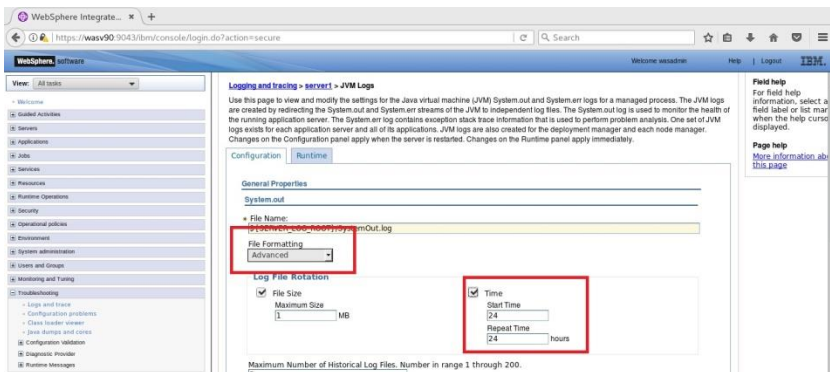 WebSphere Integrate...
https://wasv90:9043/ibm/console/login.do?action=secure
Search
WebSphere. software
Welcome wasadmin
Help | Logout
IBM.
View: All tasks
Welcome
Guided Activities
Servers
Applications
Jobs
Services
Resources
Runtime Operations
Security
Operational policies
Environment
System administration
Users and Groups
Monitoring and Tuning
Troubleshooting
Logs and trace
Configuration problems
Class loader viewer
Java dumps and cores
Configuration Validation
Diagnostic Provider
Runtime Messages
Logging and tracing > server1 > JVM Logs
Use this page to view and modify the settings for the Java virtual machine (JVM) System.out and System.err logs for a managed process. The JVM logs
are created by redirecting the System.out and System.err streams of the JVM to independent log files. The System.out log is used to monitor the health of
the running application server. The System.err log contains exception stack trace information that is used to perform problem analysis. One set of JVM
logs exists for each application server and all of its applications. JVM logs are also created for the deployment manager and each node manager.
Changes on the Configuration panel apply when the server is restarted. Changes on the Runtime panel apply immediately.
Configuration Runtime
General Properties
System.out
* File Name:
${SERVER_LOG_ROOT}/SystemOut.log
File Formatting
Advanced
Log File Rotation
File Size
Maximum Size
1 MB
Time
Start Time
24
Repeat Time
24 hours
Maximum Number of Historical Log Files. Number in range 1 through 200.
Field help
For field help
information, select a
field label or list mar
when the help curso
displayed.
Page help
More information abo
this page